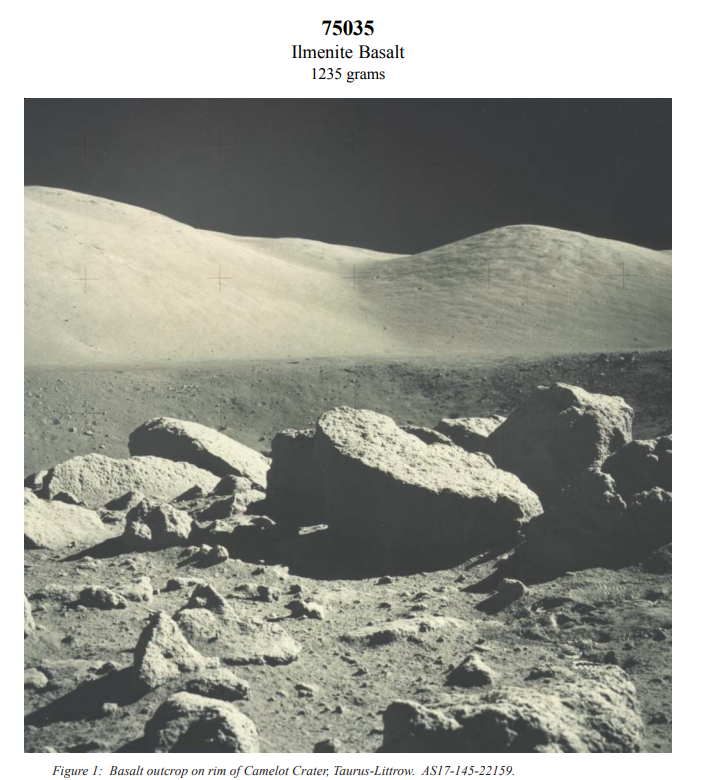 75035
Ilmenite Basalt
1235 grams
Figure 1: Basalt outcrop on rim of Camelot Crater, Taurus-Littrow. AS17-145-22159.